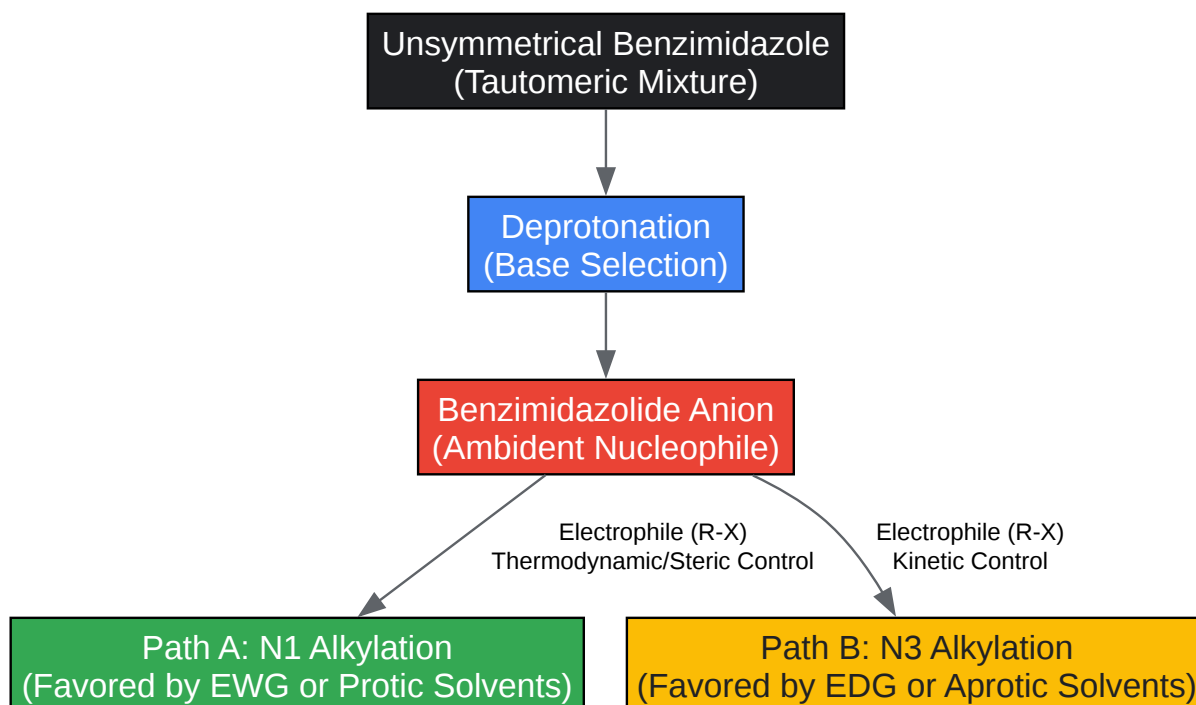 Unsymmetrical Benzimidazole
(Tautomeric Mixture)
Deprotonation
(Base Selection)
Benzimidazolide Anion
(Ambident Nucleophile)
Electrophile (R-X)
Thermodynamic/Steric Control
Electrophile (R-X)
Kinetic Control
Path A: N1 Alkylation
(Favored by EWG or Protic Solvents)
Path B: N3 Alkylation
(Favored by EDG or Aprotic Solvents)